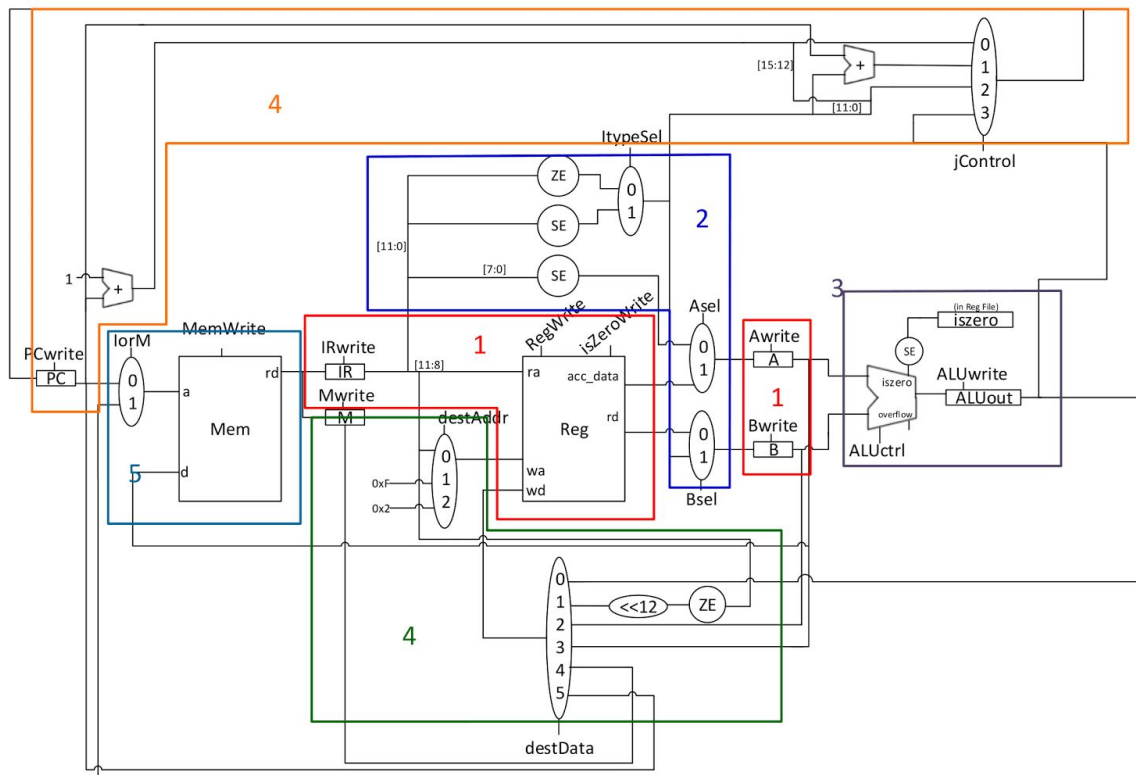 0
1
2
3
+
[15:12]
[11:0]
jControl
4
ItypeSel
ZE
0
1
SE
[11:0]
2
[7:0]
SE
1
+
3
(in Reg File)
iszero
SE
iszero
overflow
ALUctrl
ALUwrite
ALUout
PCwrite
PC
IorM
0
1
MemWrite
rd
a
Mem
d
5
IRwrite
IR
1
Mwrite
M
[11:8]
RegWrite
isZeroWrite
ra
acc_data
rd
Reg
wa
wd
destAddr
0
1
2
0xF
0x2
Asel
0
1
0
1
Bsel
Awrite
A
1
Bwrite
B
4
0
1
2
3
4
5
<<12
ZE
destData